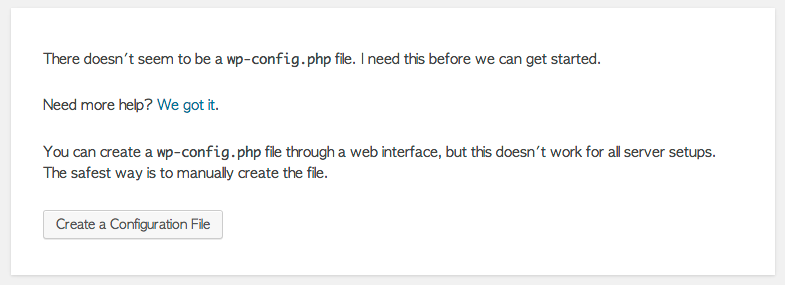 There doesn't seem to be a wp-config.php file. I need this before we can get started.
Need more help? We got it.
You can create a wp-config.php file through a web interface, but this doesn't work for all server setups.
The safest way is to manually create the file.
Create a Configuration File